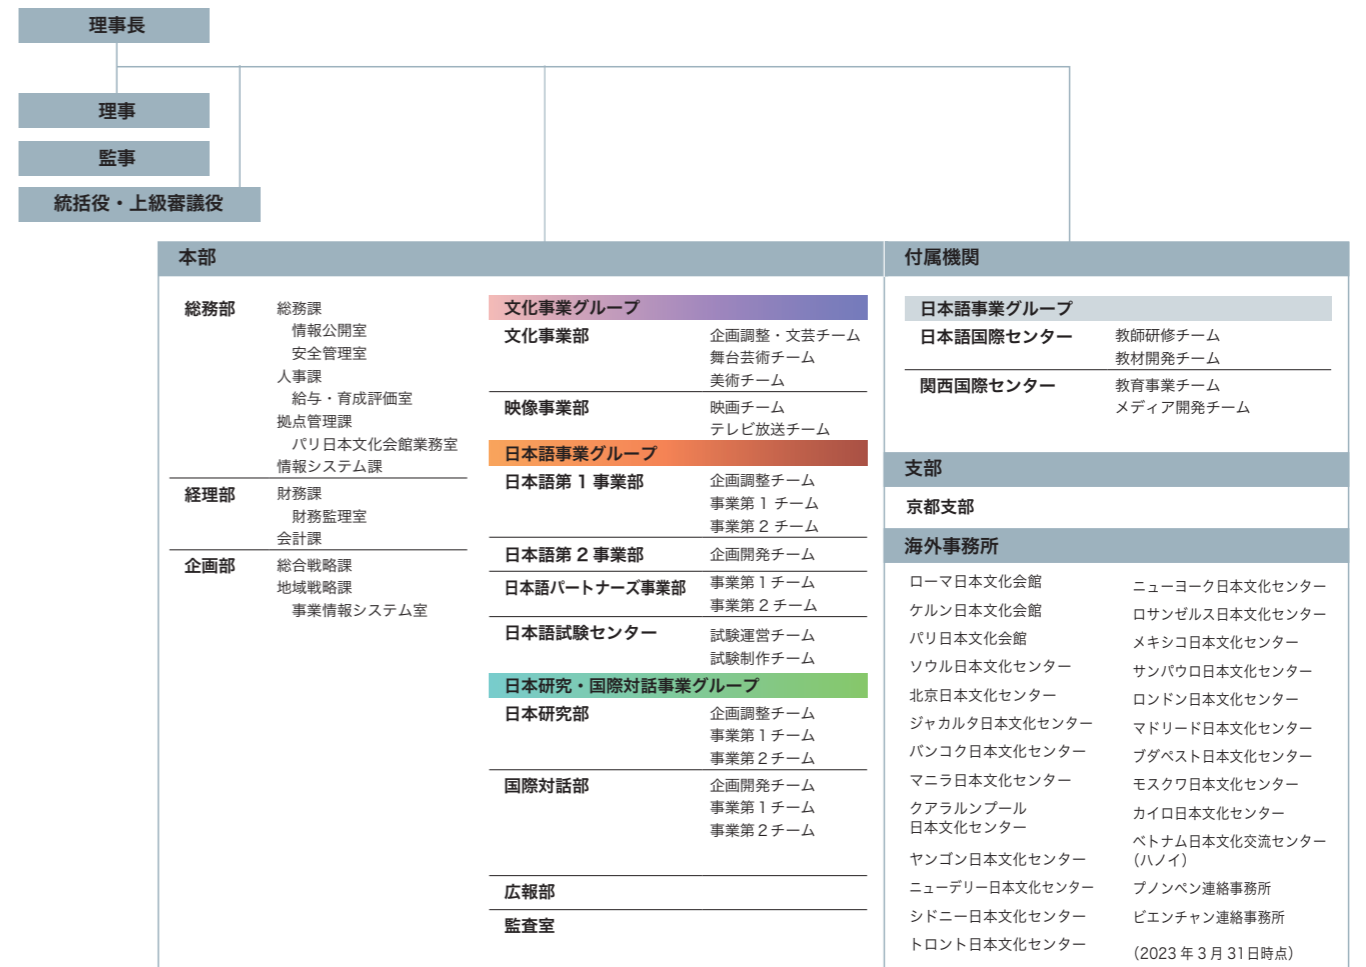 理事長
理事
監事
統括役・上級審議役
本部
総務部
総務課
情報公開室
安全管理室
人事課
給与・育成評価室
拠点管理課
パリ日本文化会館業務室
情報システム課
経理部
財務課
財務監理室
会計課
企画部
総合戦略課
地域戦略課
事業情報システム室
文化事業グループ
文化事業部
企画調整・文芸チーム
舞台芸術チーム
美術チーム
映像事業部
映画チーム
テレビ放送チーム
日本語事業グループ
日本語第 1 事業部
企画調整チーム
事業第 1 チーム
事業第 2 チーム
日本語第 2 事業部
企画開発チーム
日本語パートナーズ事業部
事業第 1 チーム
事業第 2 チーム
日本語試験センター
試験運営チーム
試験制作チーム
日本研究・国際対話事業グループ
日本研究部
企画調整チーム
事業第 1 チーム
事業第 2 チーム
国際対話部
企画開発チーム
事業第 1 チーム
事業第 2 チーム
広報部
監査室
付属機関
日本語事業グループ
日本語国際センター
教師研修チーム
教材開発チーム
関西国際センター
教育事業チーム
メディア開発チーム
支部
京都支部
海外事務所
ローマ日本文化会館
ケルン日本文化会館
パリ日本文化会館
ソウル日本文化センター
北京日本文化センター
ジャカルタ日本文化センター
バンコク日本文化センター
マニラ日本文化センター
クアラルンプール
日本文化センター
ヤンゴン日本文化センター
ニューデリー日本文化センター
シドニー日本文化センター
トロント日本文化センター
ニューヨーク日本文化センター
ロサンゼルス日本文化センター
メキシコ日本文化センター
サンパウロ日本文化センター
ロンドン日本文化センター
マドリード日本文化センター
ブダペスト日本文化センター
モスクワ日本文化センター
カイロ日本文化センター
ベトナム日本文化交流センター
（ハノイ）
プノンペン連絡事務所
ビエンチャン連絡事務所
（2023 年 3 月 31日時点）